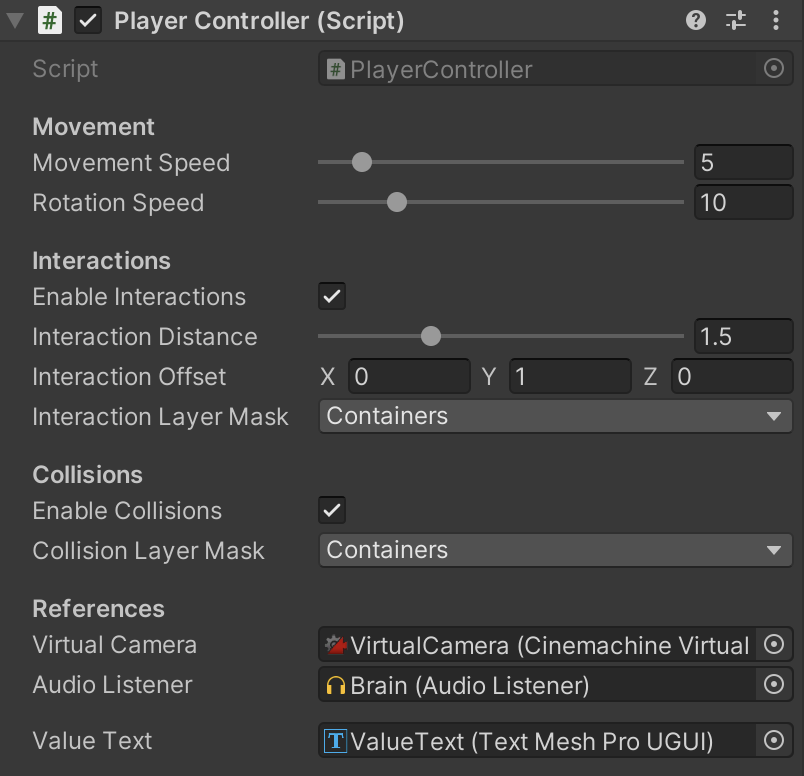 # Player Controller (Script)
Script # PlayerController
Movement
Movement Speed 5
Rotation Speed 10
Interactions
Enable Interactions
Interaction Distance 1.5
Interaction Offset X 0 Y 1 Z 0
Interaction Layer Mask Containers
Collisions
Enable Collisions
Collision Layer Mask Containers
References
Virtual Camera VirtualCamera (Cinemachine Virtual
Audio Listener Brain (Audio Listener)
Value Text T ValueText (Text Mesh Pro UGUI)